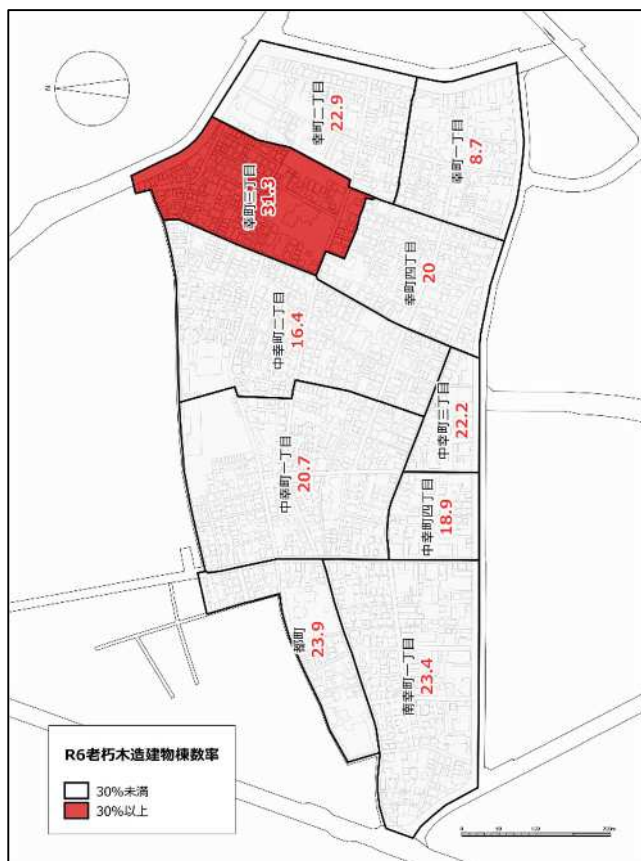 N
幸町二丁目
22.9
幸町一丁目
8.7
幸町三丁目
31.3
幸町四丁目
20
中幸町二丁目
16.4
中幸町三丁目
22.2
中幸町一丁目
20.7
中幸町四丁目
18.9
都町
23.9
南幸町一丁目
23.4
R6老朽木造建物棟数率
30%未満
30%以上